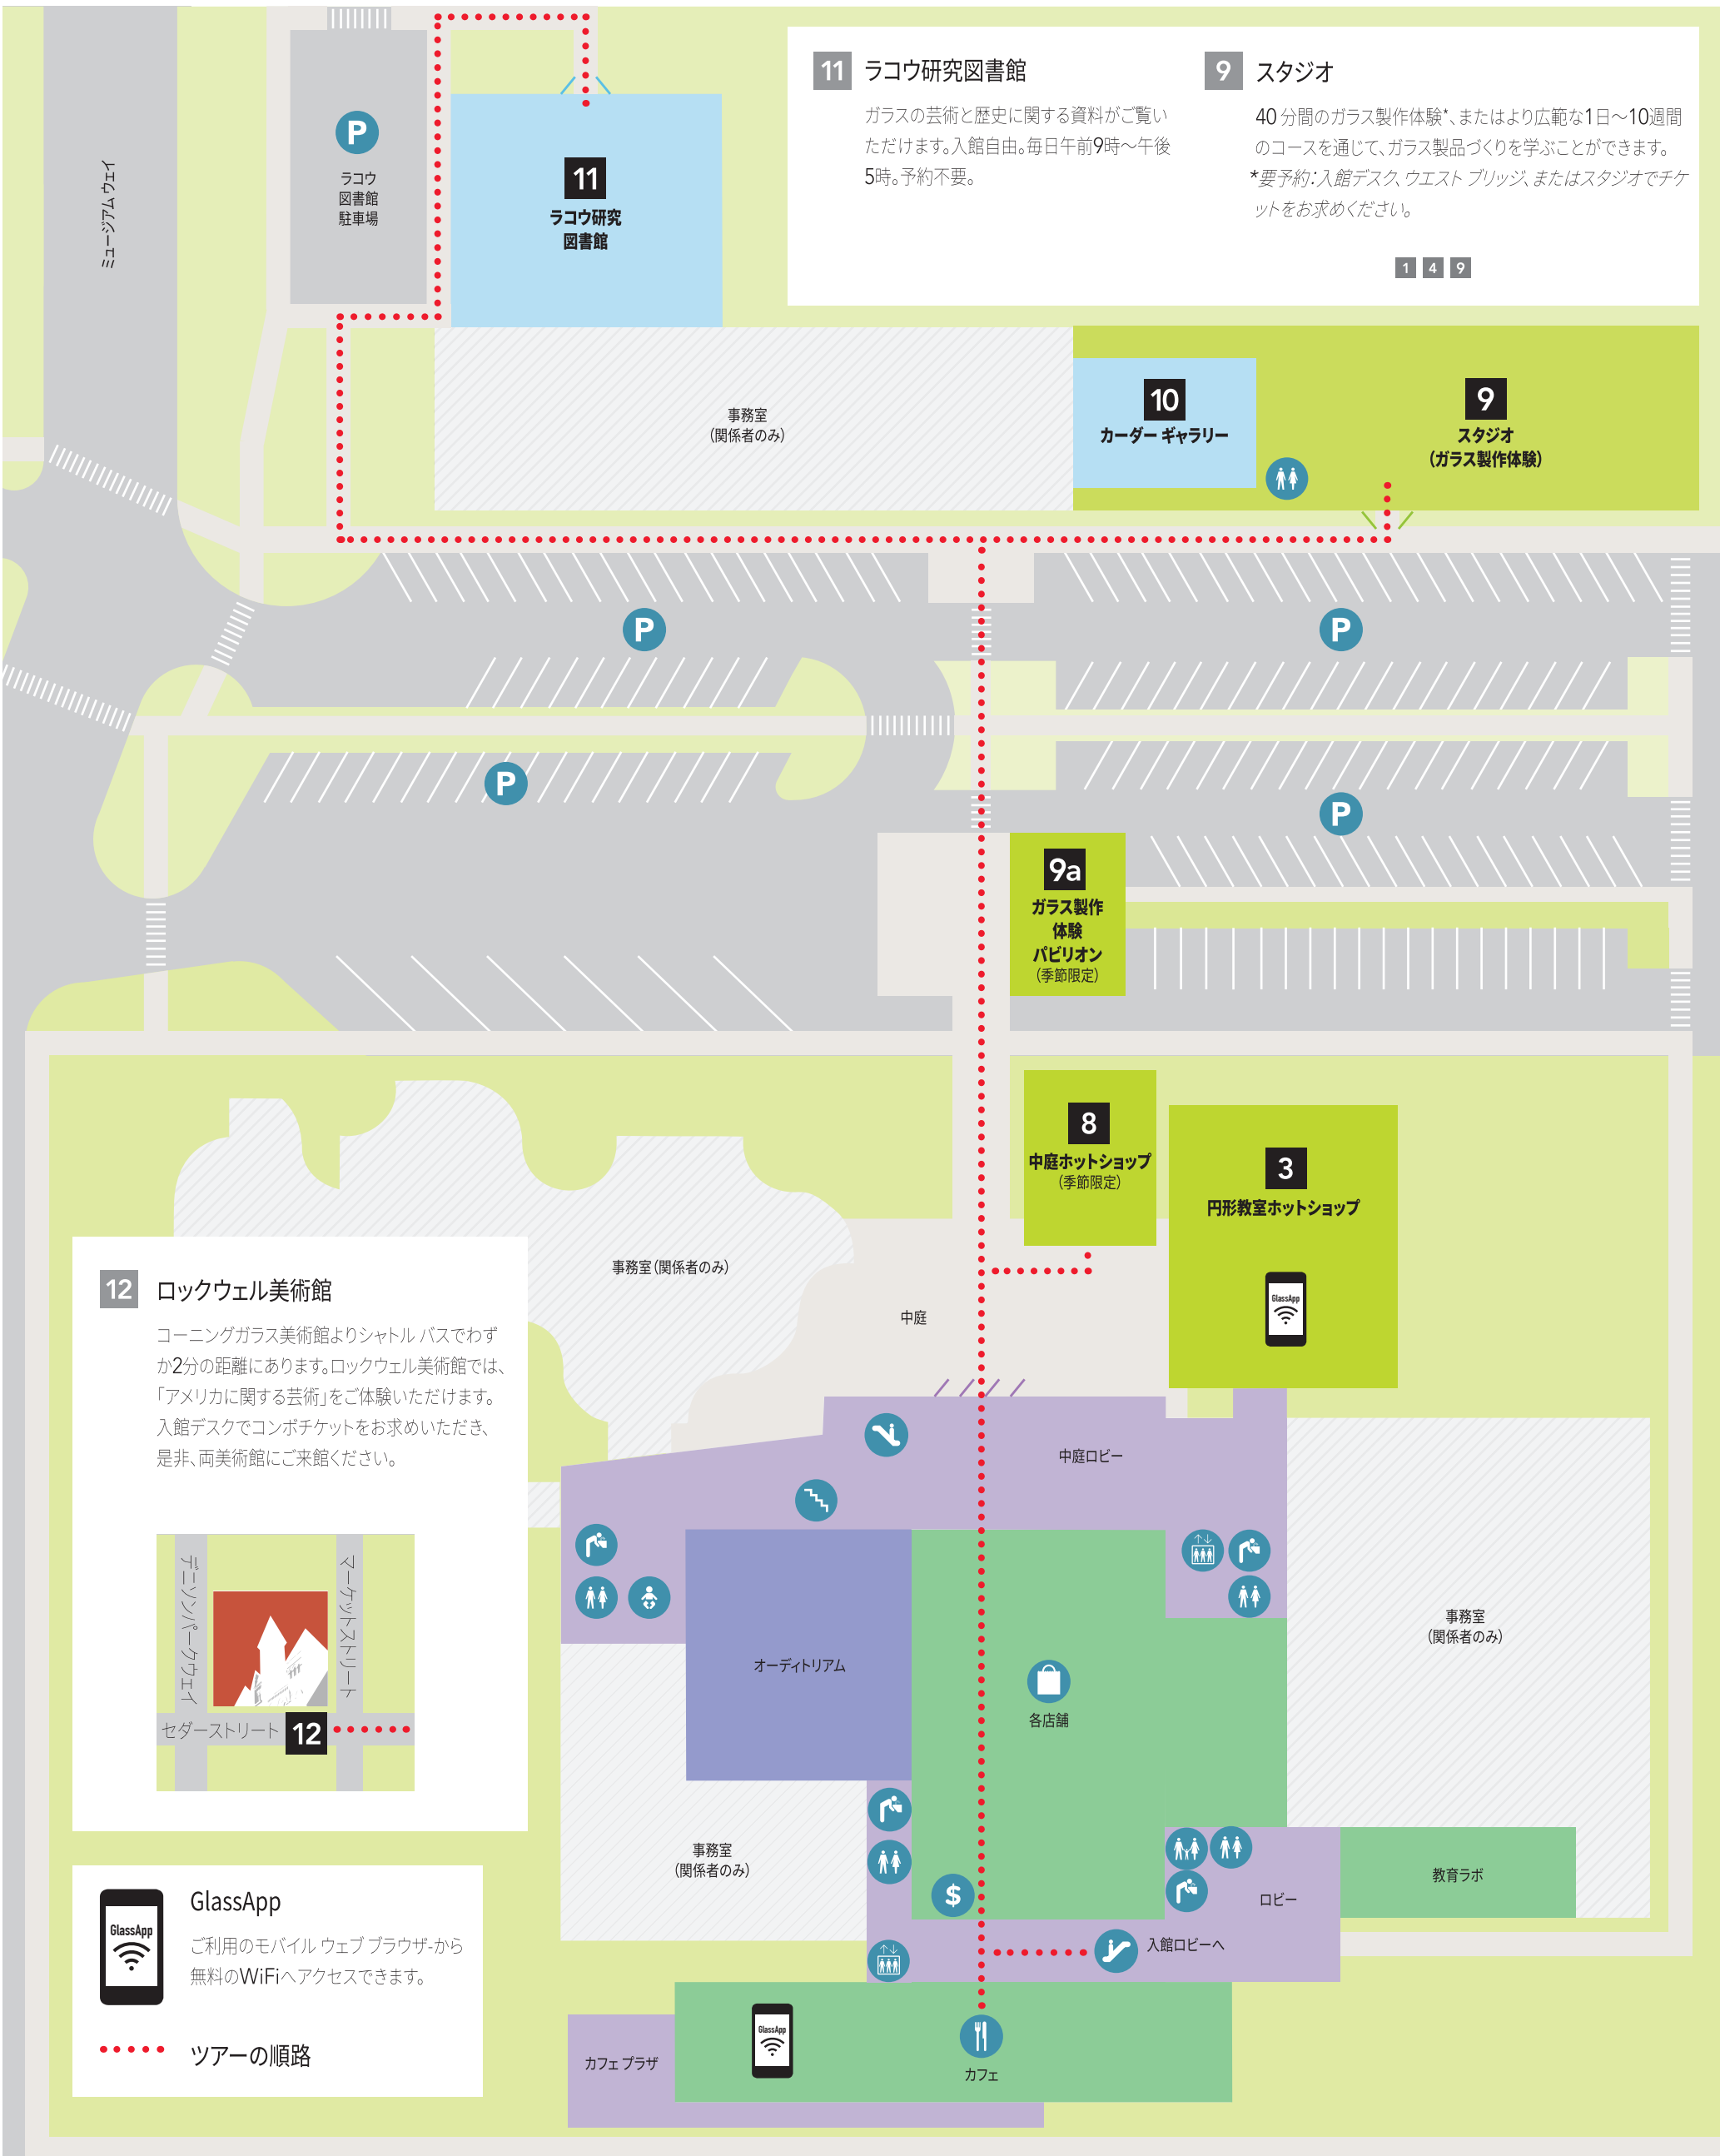 11 ラコウ研究図書館
ガラスの芸術と歴史に関する資料がご覧い
ただけます。入館自由。毎日午前9時〜午後
5時。予約不要。
9 スタジオ
40 分間のガラス製作体験*、またはより広範な1日〜10週間
のコースを通じて、ガラス製品づくりを学ぶことができます。
*要予約:入館デスク、ウエスト ブリッジ、またはスタジオでチケ
ットをお求めください。
1 4 9
ミュージアム ウェイ
P
ラコウ
図書館
駐車場
11
ラコウ研究
図書館
事務室
(関係者のみ)
10
カーダー ギャラリー
9
スタジオ
(ガラス製作体験)
P
P
P
P
9a
ガラス製作
体験
パビリオン
(季節限定)
8
中庭ホットショップ
(季節限定)
3
円形教室ホットショップ
GlassApp
事務室(関係者のみ)
中庭
12 ロックウェル美術館
コーニングガラス美術館よりシャトル バスでわず
か2分の距離にあります。ロックウェル美術館では、
「アメリカに関する芸術」をご体験いただけます。
入館デスクでコンボチケットをお求めいただき、
是非、両美術館にご来館ください。
デニソンパークウェイ
マーケットストリート
セダーストリート
12
中庭ロビー
オーディトリアム
各店舗
事務室
(関係者のみ)
事務室
(関係者のみ)
$
教育ラボ
ロビー
入館ロビーへ
GlassApp
GlassApp
ご利用のモバイル ウェブ ブラウザ-から
無料のWiFiへアクセスできます。
ツアーの順路
GlassApp
カフェ プラザ
カフェ